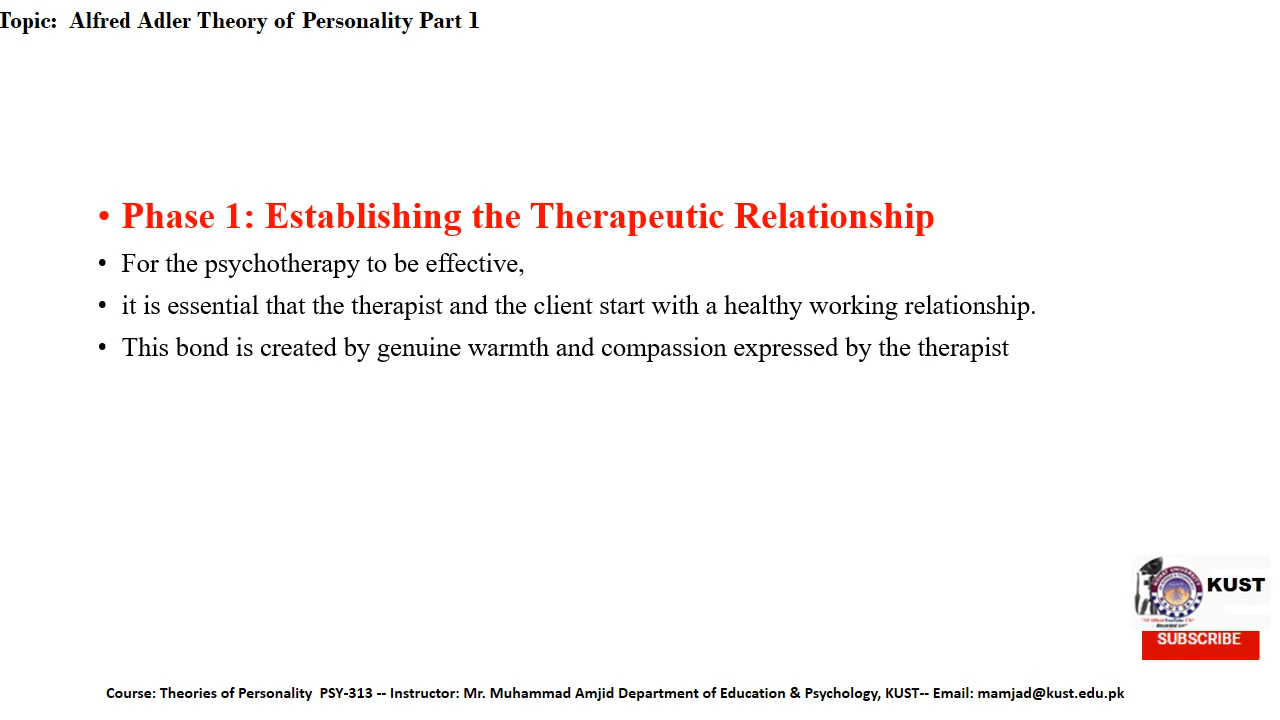 Topic: Alfred Adler Theory of Personality Part 1
• Phase 1: Establishing the Therapeutic Relationship
• For the psychotherapy to be effective,
• it is essential that the therapist and the client start with a healthy working relationship.
• This bond is created by genuine warmth and compassion expressed by the therapist
KUST
SUBSCRIBE
Course: Theories of Personality PSY-313 -- Instructor: Mr. Muhammad Amjid Department of Education & Psychology, KUST-- Email: mamjad@kust.edu.pk